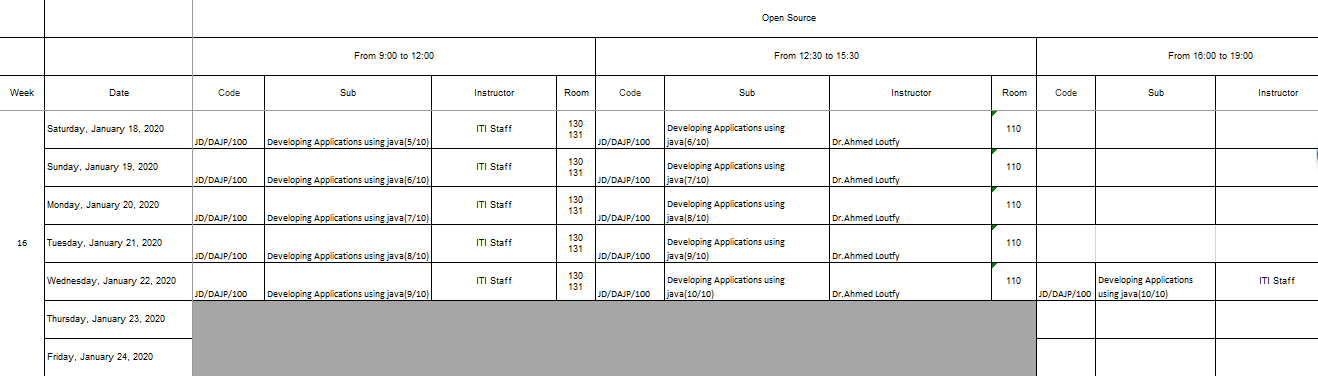 Open Source
From 9:00 to 12:00 From 12:30 to 15:30 From 16:00 to 19:00
Week Date Code Sub Instructor Room Code Sub Instructor Room Code Sub Instructor
Saturday, January 18, 2020 JD/DAJP/100 Developing Applications using java(5/10) ITI Staff 130
131 JD/DAJP/100 Developing Applications using
java(6/10) Dr.Ahmed Loutfy 110
Sunday, January 19, 2020 JD/DAJP/100 Developing Applications using java(6/10) ITI Staff 130
131 JD/DAJP/100 Developing Applications using
java(7/10) Dr.Ahmed Loutfy 110
Monday, January 20, 2020 JD/DAJP/100 Developing Applications using java(7/10) ITI Staff 130
131 JD/DAJP/100 Developing Applications using
java(8/10) Dr.Ahmed Loutfy 110
16 Tuesday, January 21, 2020 JD/DAJP/100 Developing Applications using java(8/10) ITI Staff 130
131 JD/DAJP/100 Developing Applications using
java(9/10) Dr.Ahmed Loutfy 110
Wednesday, January 22, 2020 JD/DAJP/100 Developing Applications using java(9/10) ITI Staff 130
131 JD/DAJP/100 Developing Applications using
java(10/10) Dr.Ahmed Loutfy 110 JD/DAJP/100 Developing Applications
using java(10/10) ITI Staff
Thursday, January 23, 2020
Friday, January 24, 2020